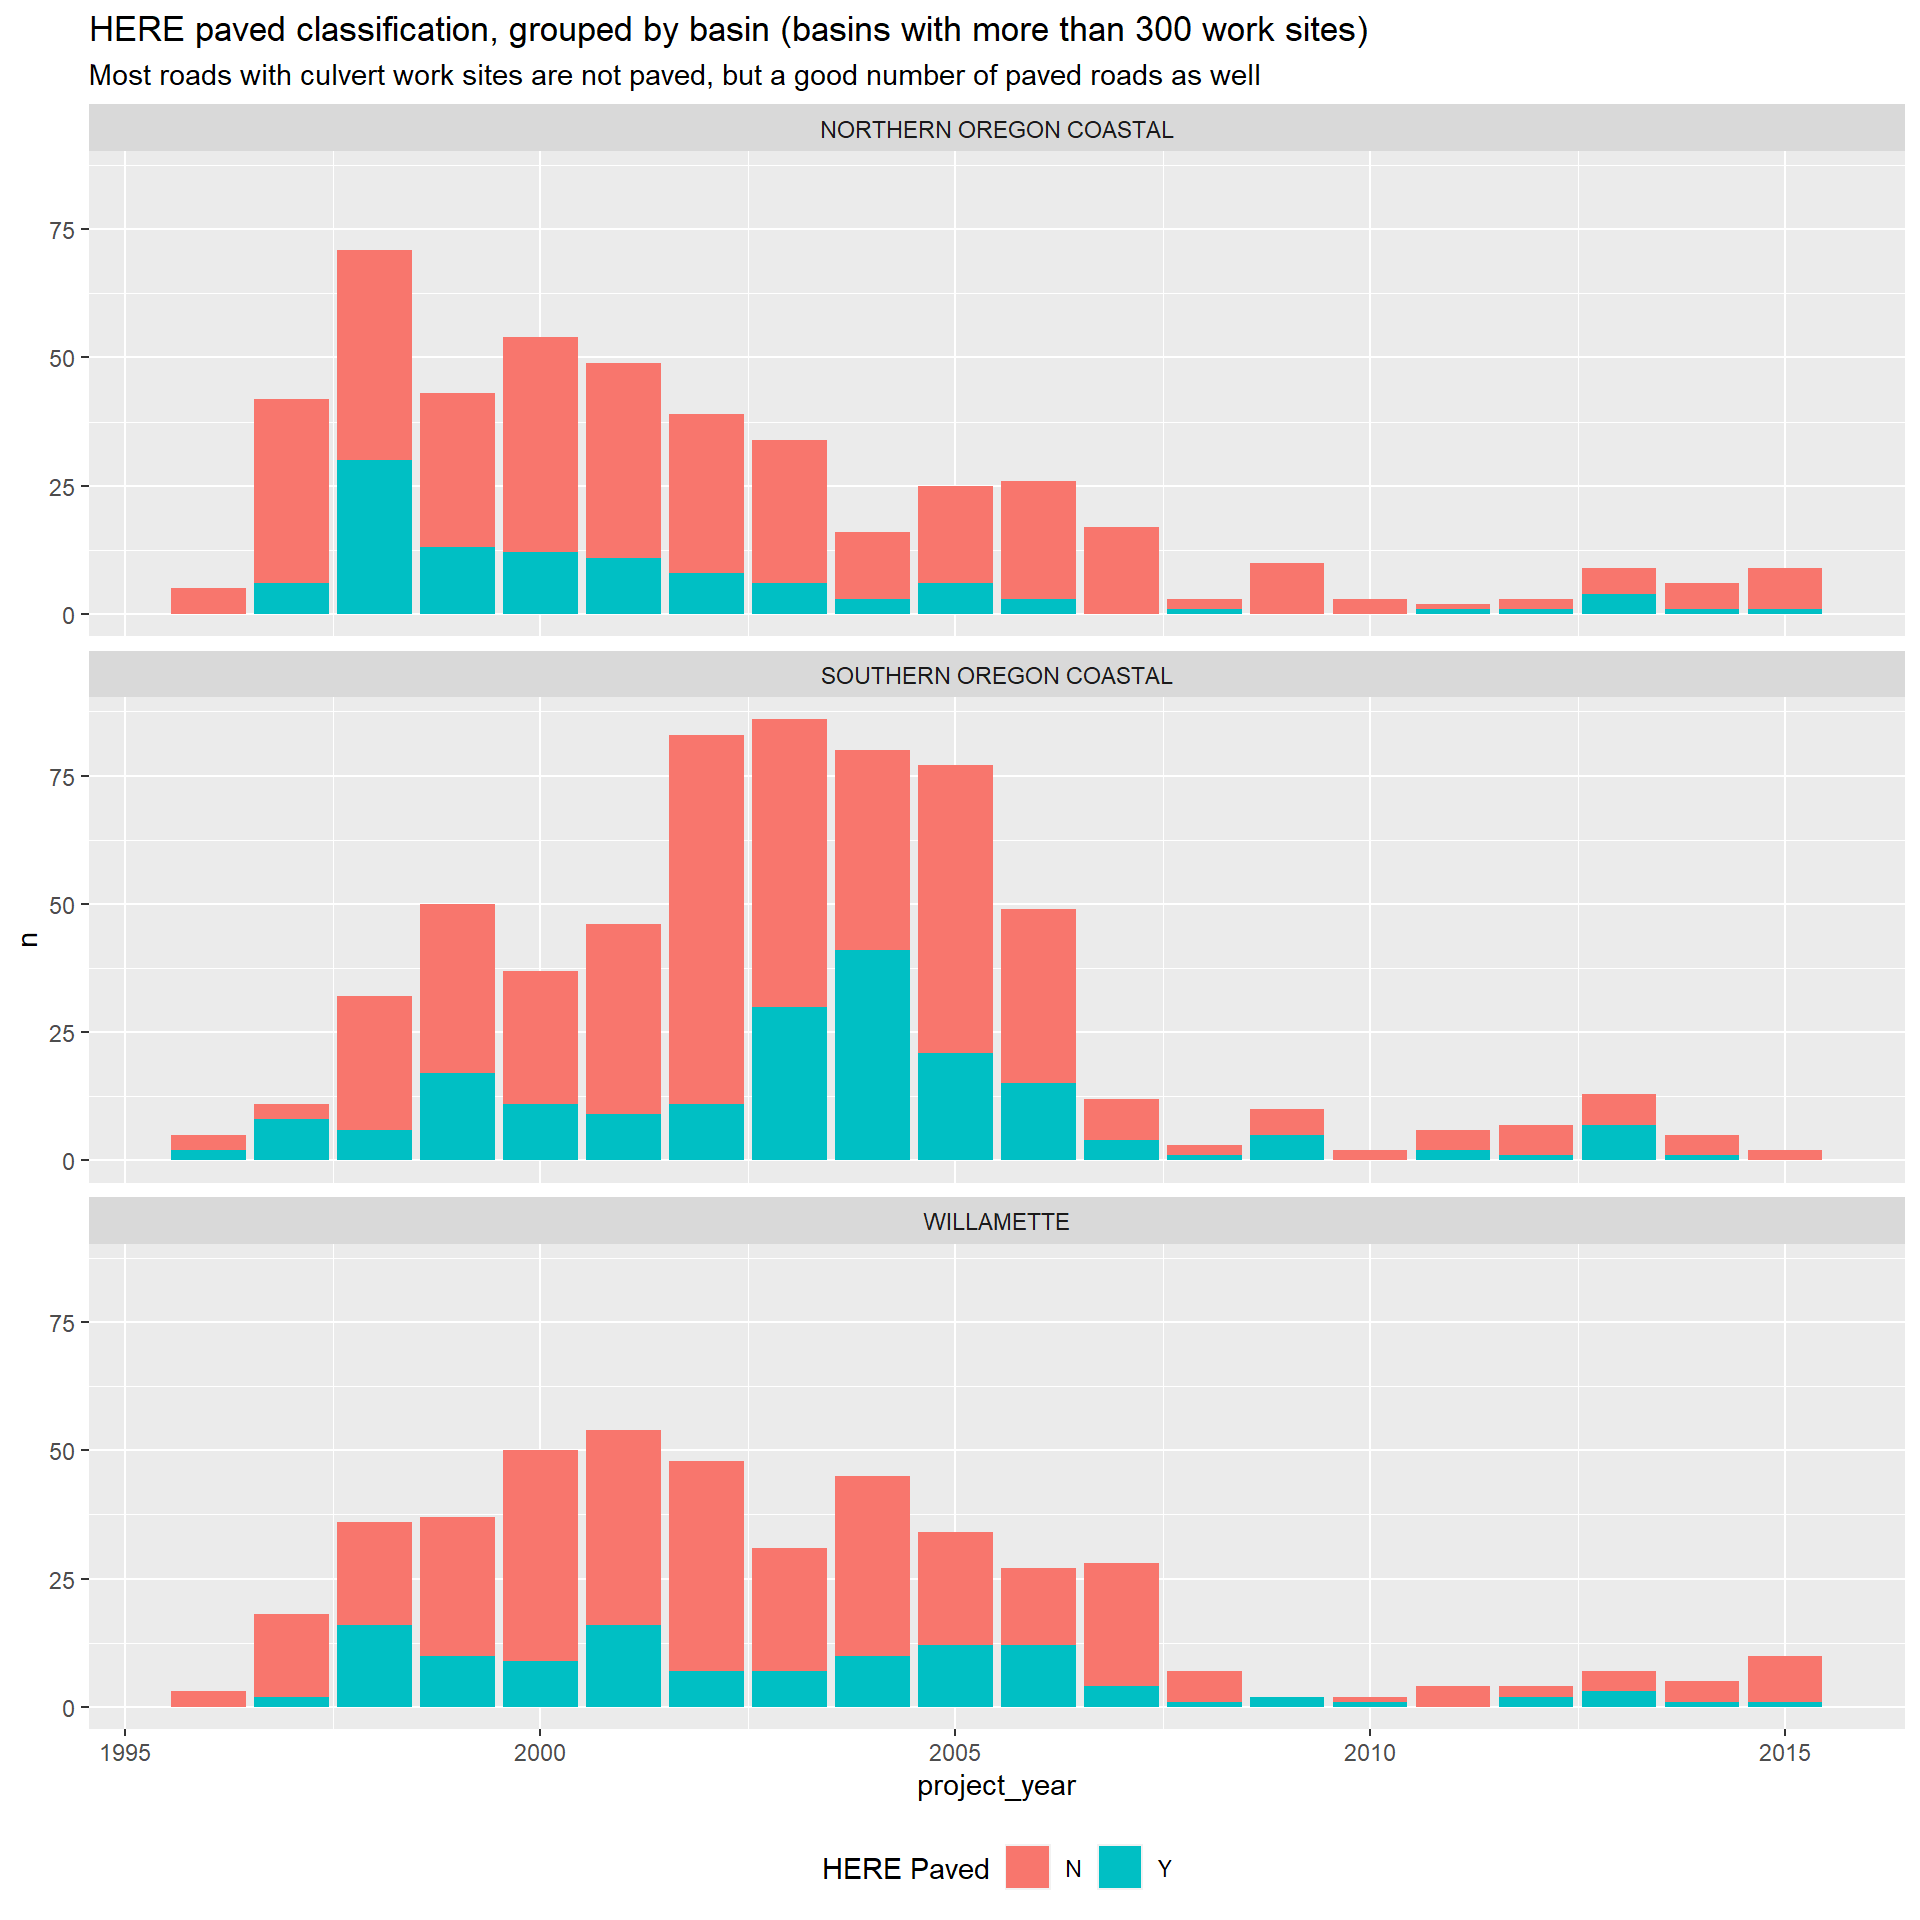 HERE paved classification, grouped by basin (basins with more than 300 work sites)
Most roads with culvert work sites are not paved, but a good number of paved roads as well
NORTHERN OREGON COASTAL
75
50
25
0
SOUTHERN OREGON COASTAL
75
50
25
0
n
WILLAMETTE
75
50
25
0
1995 2000 2005 2010 2015
project_year
HERE Paved N Y